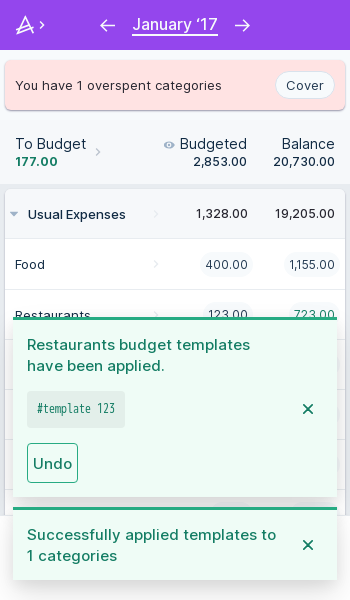 January ‘17
You have 1 overspent categories
Cover
To Budget
177.00
Budgeted
2,853.00
Balance
20,730.00
Usual Expenses 1,328.00 19,205.00
Food 400.00 1,155.00
Restaurants 123.00 723.00
Restaurants budget templates
have been applied.
#template 123
Undo
Successfully applied templates to
1 categories